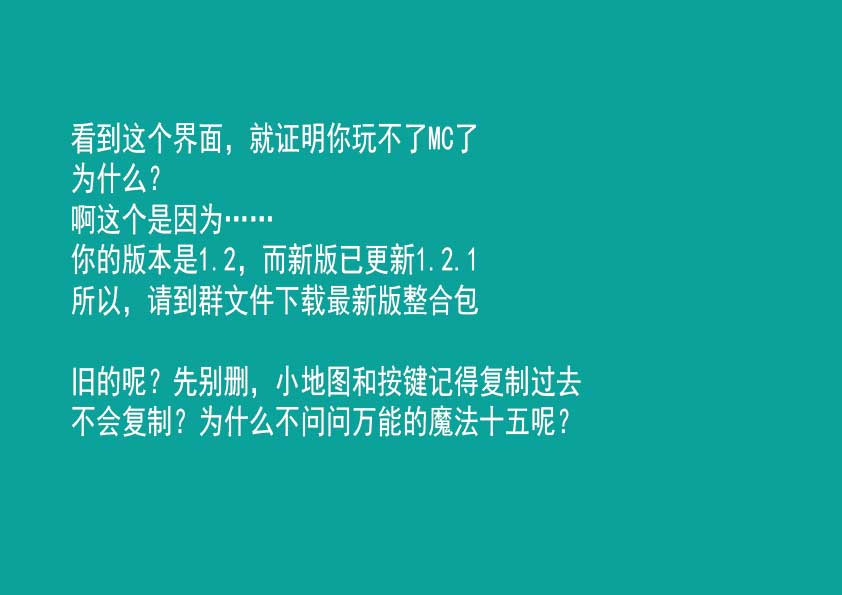 看到这个界面，就证明你玩不了MC了
为什么？
啊这个是因为……
你的版本是1.2，而新版已更新1.2.1
所以，请到群文件下载最新版整合包
旧的呢？先别删，小地图和按键记得复制过去
不会复制？为什么不问问万能的魔法十五呢？